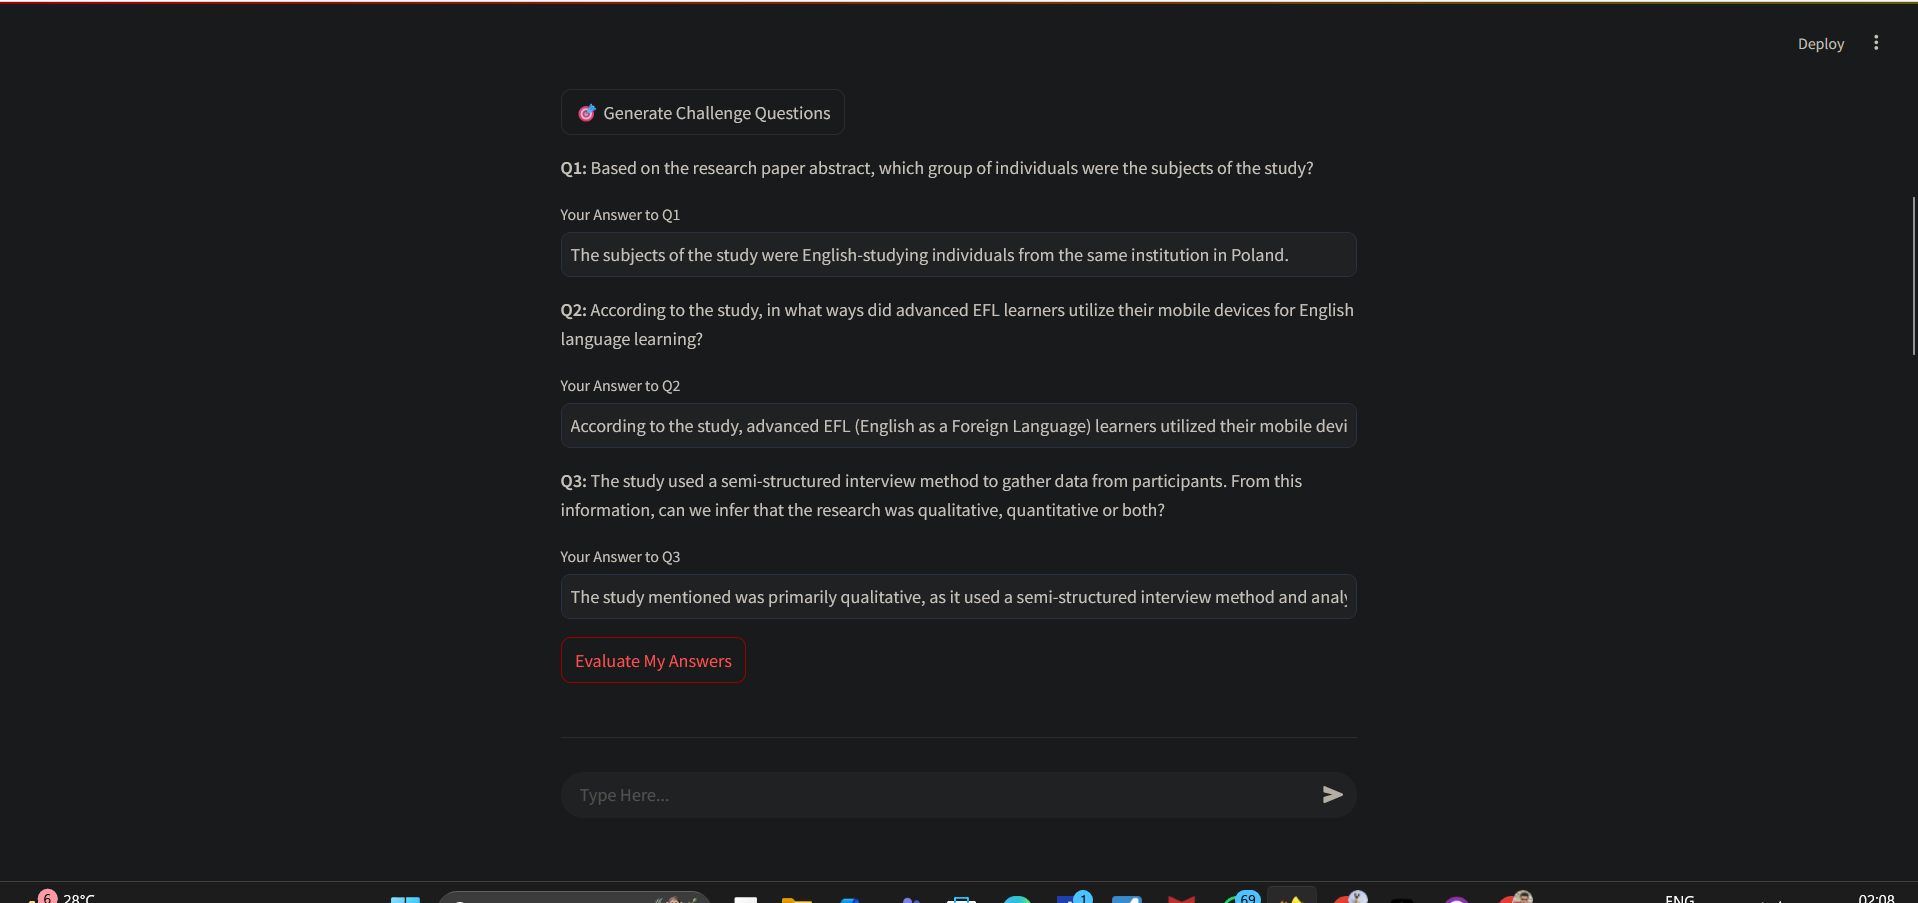 Deploy
🎯 Generate Challenge Questions
Q1: Based on the research paper abstract, which group of individuals were the subjects of the study?
Your Answer to Q1
The subjects of the study were English-studying individuals from the same institution in Poland.
Q2: According to the study, in what ways did advanced EFL learners utilize their mobile devices for English
language learning?
Your Answer to Q2
According to the study, advanced EFL (English as a Foreign Language) learners utilized their mobile devi
Q3: The study used a semi-structured interview method to gather data from participants. From this
information, can we infer that the research was qualitative, quantitative or both?
Your Answer to Q3
The study mentioned was primarily qualitative, as it used a semi-structured interview method and analy
Evaluate My Answers
Type Here...
6 28°C 1 69 ENG 02:08